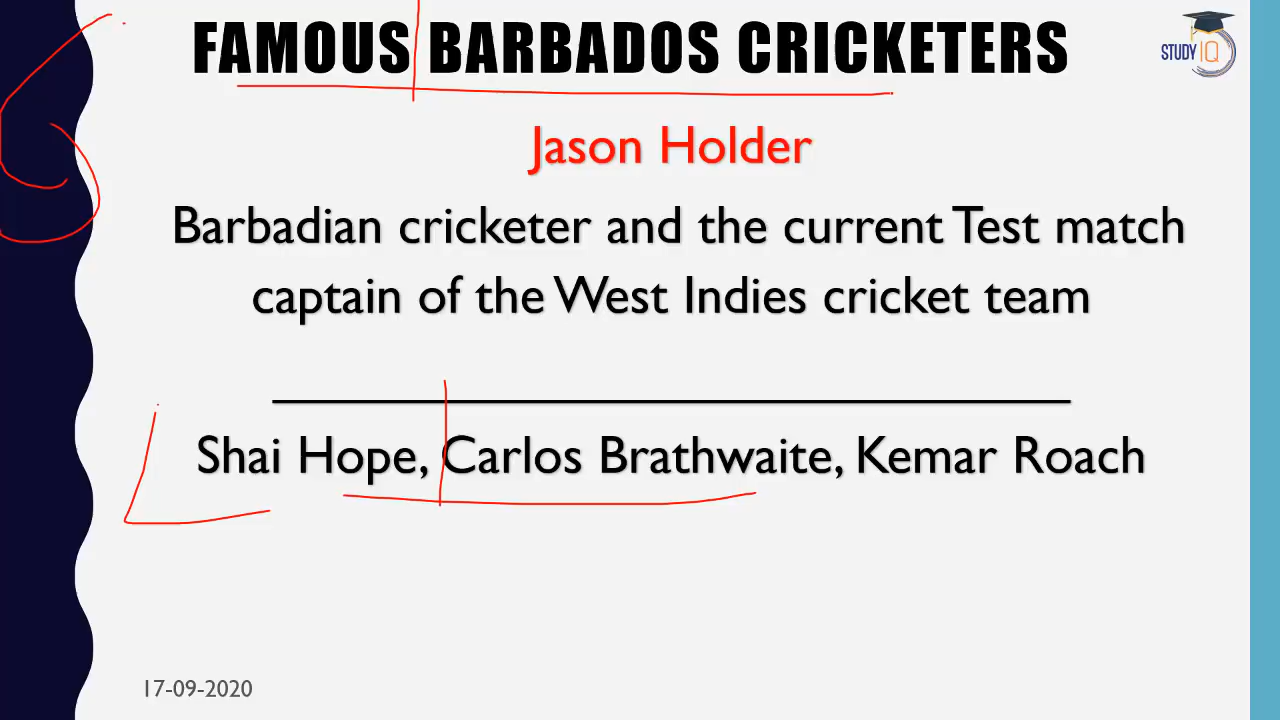 FAMOUS BARBADOS CRICKETERS
STUDY IQ
Jason Holder
Barbadian cricketer and the current Test match
captain of the West Indies cricket team
Shai Hope, Carlos Brathwaite, Kemar Roach
17-09-2020